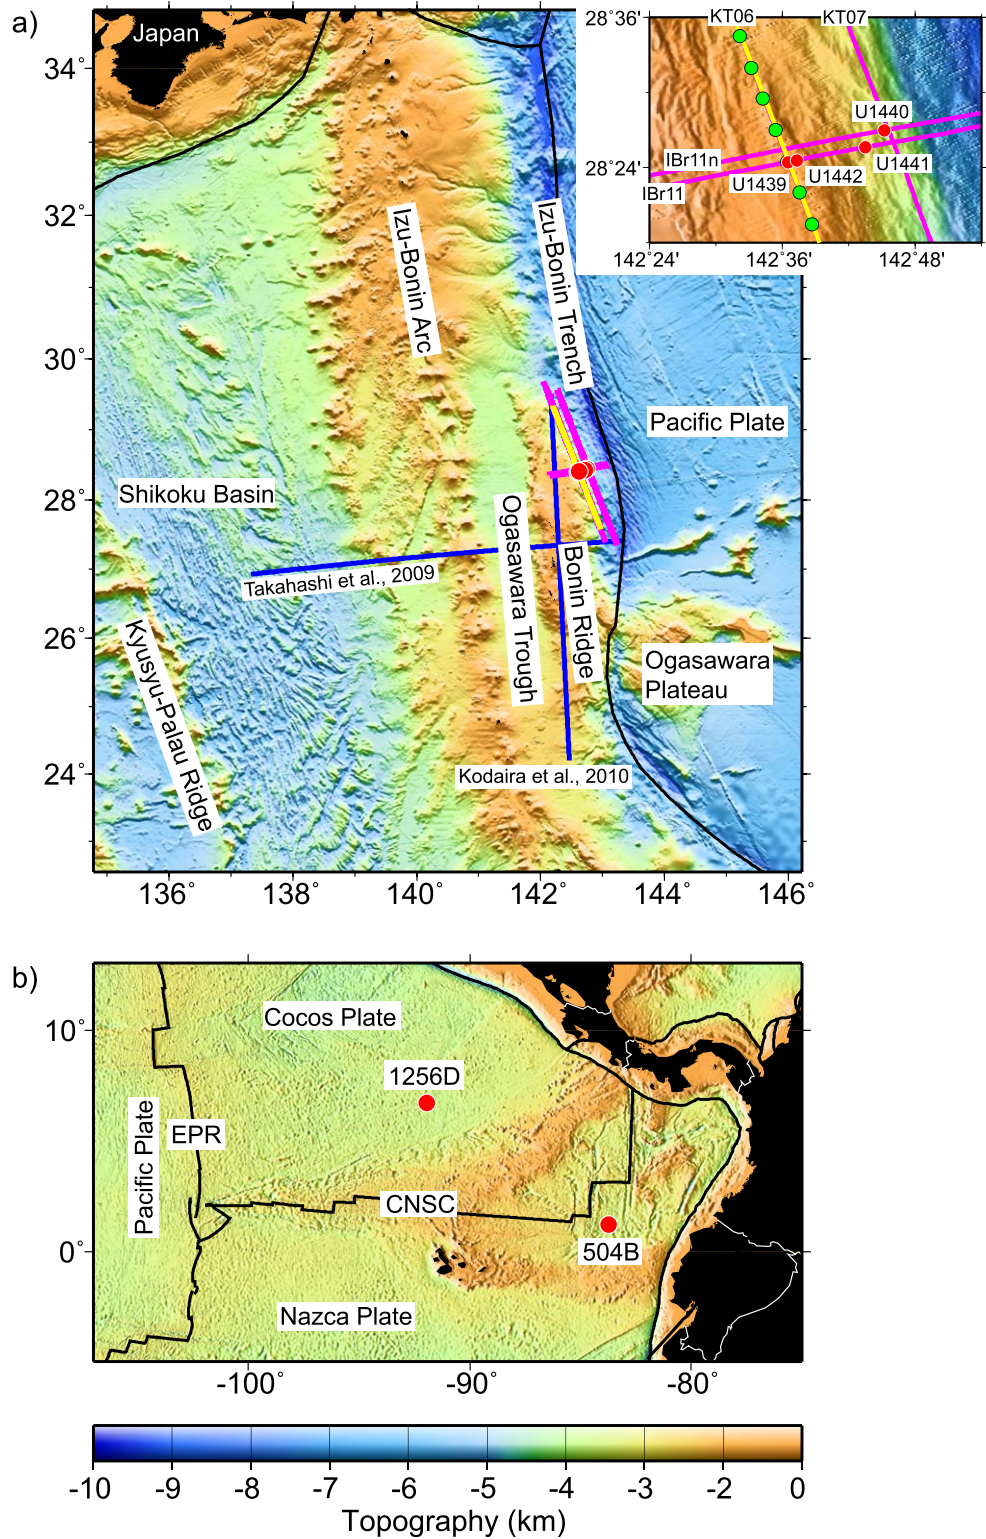 a)
Japan
34°
32°
30°
28°
26°
24°
136°
138°
140°
142°
144°
146°
Izu-Bonin Arc
Izu-Bonin Trench
Pacific Plate
Shikoku Basin
Ogasawara Trough
Bonin Ridge
Takahashi et al., 2009
Kyusyu-Palau Ridge
Ogasawara
Plateau
Kodaira et al., 2010
28°36'
28°24'
142°24'
142°36'
142°48'
KT06
KT07
U1440
IBr11n
U1441
U1439
U1442
IBr11
b)
10°
0°
-100°
-90°
-80°
Cocos Plate
1256D
Pacific Plate
EPR
CNSC
504B
Nazca Plate
-10 -9 -8 -7 -6 -5 -4 -3 -2 -1 0
Topography (km)